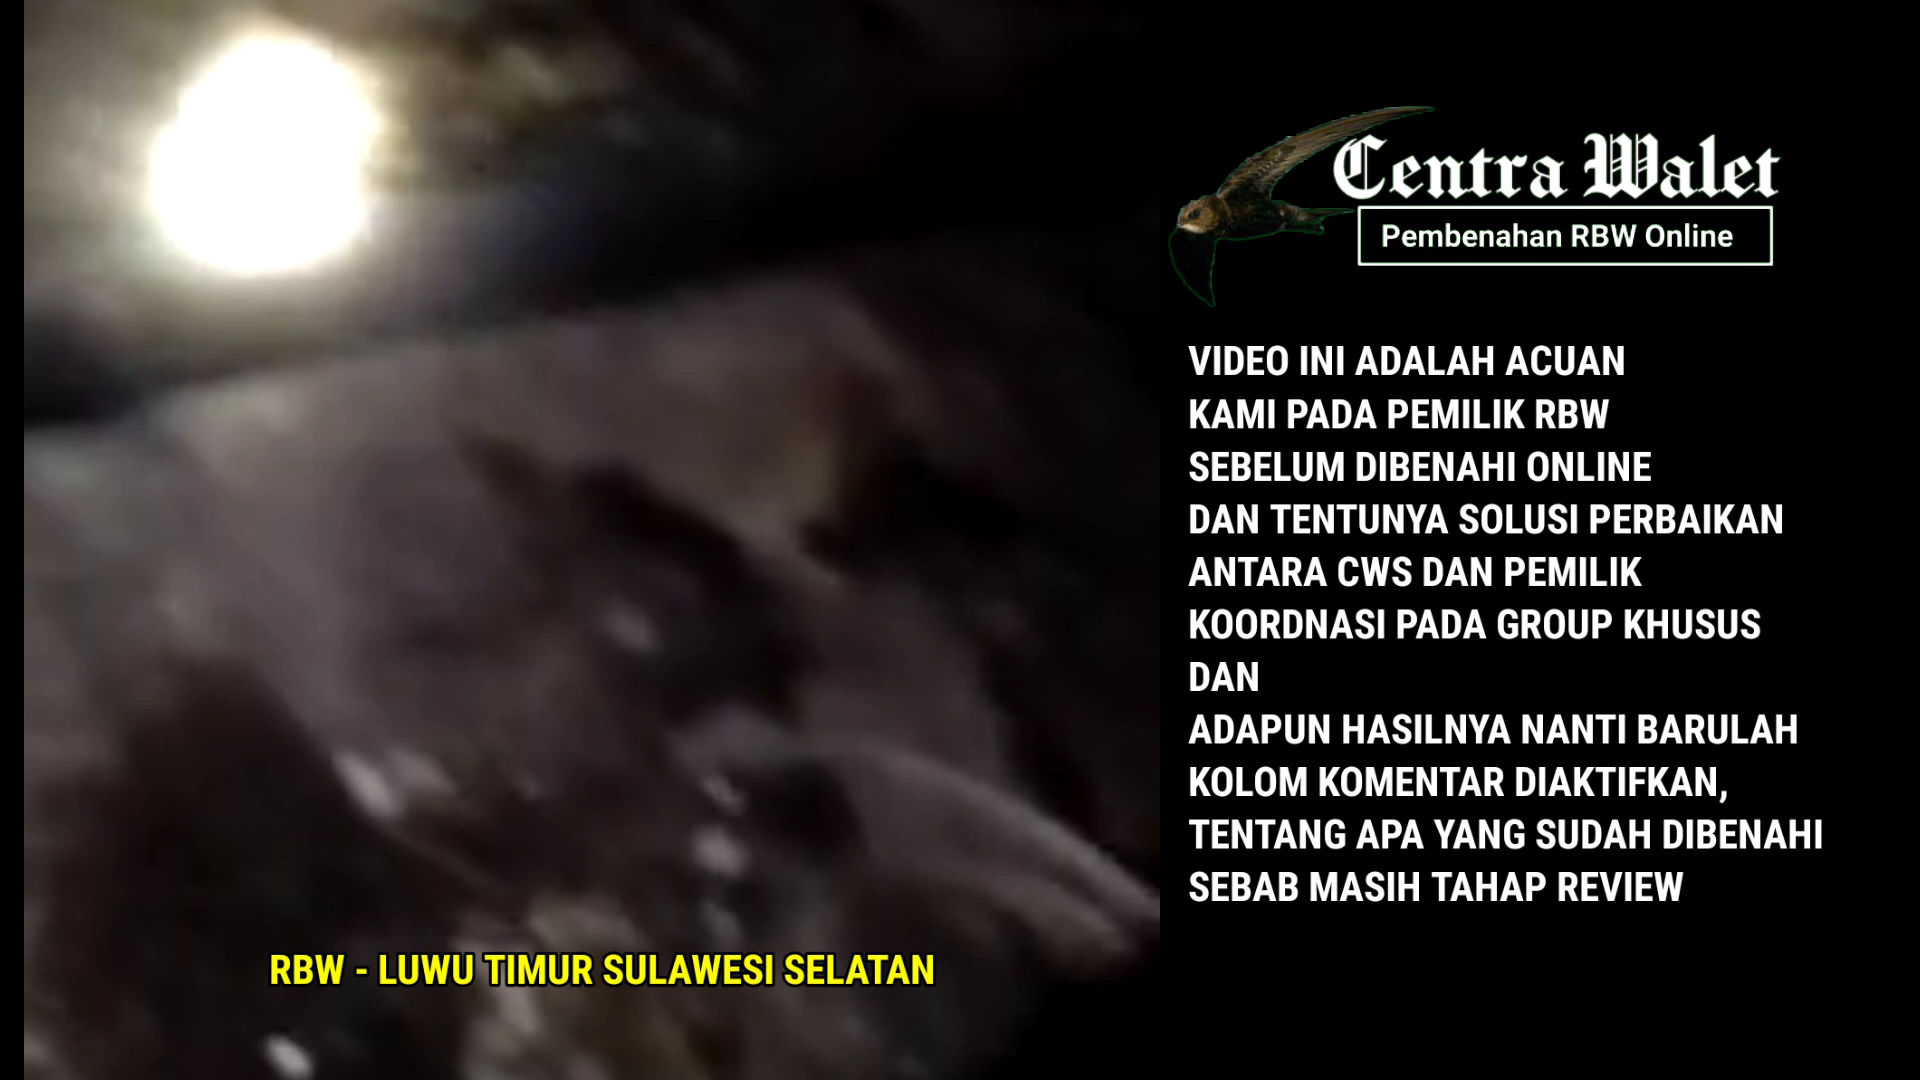 Centra Walet
Pembenahan RBW Online
VIDEO INI ADALAH ACUAN
KAMI PADA PEMILIK RBW
SEBELUM DIBENAHI ONLINE
DAN TENTUNYA SOLUSI PERBAIKAN
ANTARA CWS DAN PEMILIK
KOORDNASI PADA GROUP KHUSUS
DAN
ADAPUN HASILNYA NANTI BARULAH
KOLOM KOMENTAR DIAKTIFKAN,
TENTANG APA YANG SUDAH DIBENAHI
SEBAB MASIH TAHAP REVIEW
RBW - LUWU TIMUR SULAWESI SELATAN